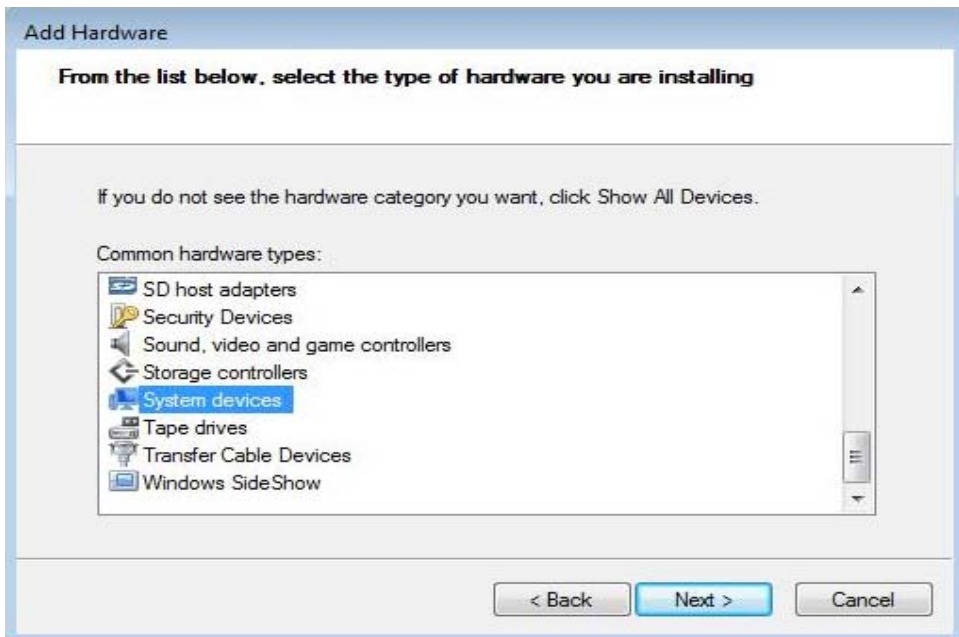 Add Hardware
From the list below, select the type of hardware you are installing
If you do not see the hardware category you want, click Show All Devices.
Common hardware types:
SD host adapters
Security Devices
Sound, video and game controllers
Storage controllers
System devices
Tape drives
Transfer Cable Devices
Windows SideShow
< Back Next > Cancel